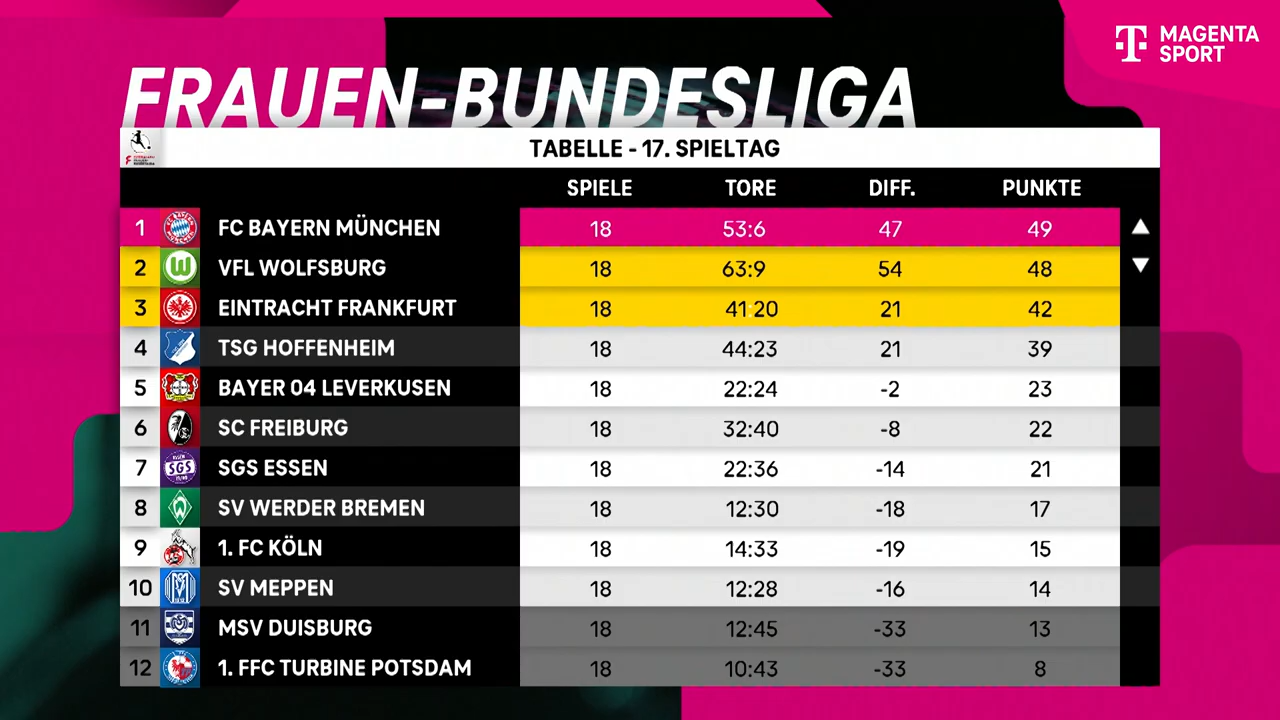 T MAGENTA SPORT
FRAUEN-BUNDESLIGA
TABELLE - 17. SPIELTAG
SPIELE TORE DIFF. PUNKTE
1 FC BAYERN MÜNCHEN 18 53:6 47 49
2 VFL WOLFSBURG 18 63:9 54 48
3 EINTRACHT FRANKFURT 18 41:20 21 42
4 TSG HOFFENHEIM 18 44:23 21 39
5 BAYER 04 LEVERKUSEN 18 22:24 -2 23
6 SC FREIBURG 18 32:40 -8 22
7 SGS ESSEN 18 22:36 -14 21
8 SV WERDER BREMEN 18 12:30 -18 17
9 1. FC KÖLN 18 14:33 -19 15
10 SV MEPPEN 18 12:28 -16 14
11 MSV DUISBURG 18 12:45 -33 13
12 1. FFC TURBINE POTSDAM 18 10:43 -33 8